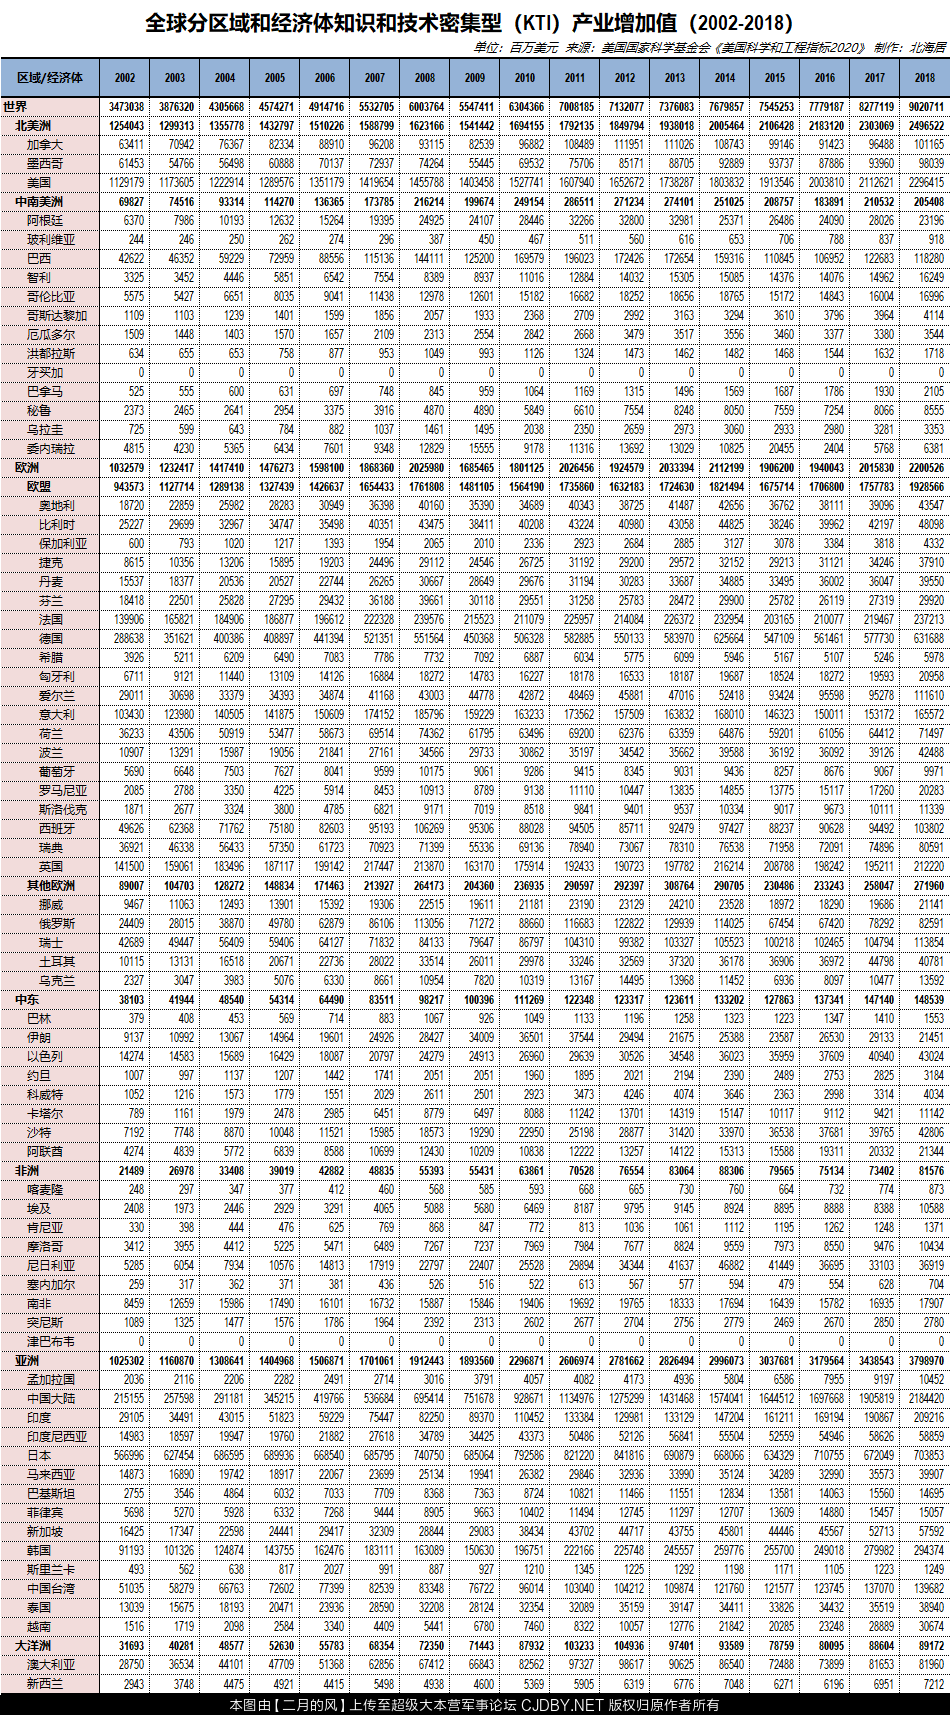 全球分区域和经济体知识和技术密集型（KTI）产业增加值（2002-2018）
单位：百万美元 来源：美国国家科学基金会《美国科学和工程指标2020》 制作：北海居
区域/经济体 2002 2003 2004 2005 2006 2007 2008 2009 2010 2011 2012 2013 2014 2015 2016 2017 2018
世界 3473038 3876320 4305668 4574271 4914716 5532705 6003764 5547411 6304366 7008185 7132077 7376083 7679857 7545253 7779187 8277119 9020711
北美洲 1254043 1299313 1355778 1432797 1510226 1588799 1623166 1541442 1694155 1792135 1849794 1938018 2005464 2106428 2183120 2303069 2496522
加拿大 63411 70942 76367 82334 88910 96208 93115 82539 96882 108489 111951 111026 108743 99146 91423 96488 101165
墨西哥 61453 54766 56498 60888 70137 72937 74264 55445 69532 75706 85171 88705 92889 93737 87886 93960 98039
美国 1129179 1173605 1222914 1289576 1351179 1419654 1455788 1403458 1527741 1607940 1652672 1738287 1803832 1913546 2003810 2112621 2296415
中南美洲 69827 74516 93314 114270 136365 173785 216214 199674 249154 286511 271234 274101 251025 208757 183891 210532 205408
阿根廷 6370 7986 10193 12632 15264 19395 24925 24107 28446 32266 32800 32981 25371 26486 24090 28026 23196
玻利维亚 244 246 250 262 274 296 387 450 467 511 560 616 653 706 788 837 918
巴西 42622 46352 59229 72959 88556 115136 144111 125200 169579 196023 172426 172654 159316 110845 106952 122683 118280
智利 3325 3452 4446 5851 6542 7554 8389 8937 11016 12884 14032 15305 15085 14376 14076 14962 16249
哥伦比亚 5575 5427 6651 8035 9041 11438 12978 12601 15182 16682 18252 18656 18765 15172 14843 16004 16996
哥斯达黎加 1109 1103 1239 1401 1599 1856 2057 1933 2368 2709 2992 3163 3294 3610 3796 3964 4114
厄瓜多尔 1509 1448 1403 1570 1657 2109 2313 2554 2842 2668 3479 3517 3556 3460 3377 3380 3544
洪都拉斯 634 655 653 758 877 953 1049 993 1126 1324 1473 1462 1482 1468 1544 1632 1718
牙买加 0 0 0 0 0 0 0 0 0 0 0 0 0 0 0 0 0
巴拿马 525 555 600 631 697 748 845 959 1064 1169 1315 1496 1569 1687 1786 1930 2105
秘鲁 2373 2465 2641 2954 3375 3916 4870 4890 5849 6610 7554 8248 8050 7559 7254 8066 8555
乌拉圭 725 599 643 784 882 1037 1461 1495 2038 2350 2659 2973 3060 2933 2980 3281 3353
委内瑞拉 4815 4230 5365 6434 7601 9348 12829 15555 9178 11316 13692 13029 10825 20455 2404 5768 6381
欧洲 1032579 1232417 1417410 1476273 1598100 1868360 2025980 1685465 1801125 2026456 1924579 2033394 2112199 1906200 1940043 2015830 2200526
欧盟 943573 1127714 1289138 1327439 1426637 1654433 1761808 1481105 1564190 1735860 1632183 1724630 1821494 1675714 1706800 1757783 1928566
奥地利 18720 22859 25982 28283 30949 36398 40160 35390 34689 40343 38725 41487 42656 36762 38111 39096 43547
比利时 25227 29699 32967 34747 35498 40351 43475 38411 40208 43224 40980 43058 44825 38246 39962 42197 48098
保加利亚 600 793 1020 1217 1393 1954 2065 2010 2336 2923 2684 2885 3127 3078 3384 3818 4332
捷克 8615 10356 13206 15895 19203 24496 29112 24546 26725 31192 29200 29572 32152 29213 31121 34246 37910
丹麦 15537 18377 20536 20527 22744 26265 30667 28649 29676 31194 30283 33687 34885 33495 36002 36047 39550
芬兰 18418 22501 25828 27295 29432 36188 39661 30118 29551 31258 25783 28472 29900 25782 26119 27319 29920
法国 139906 165821 184906 186877 196612 222328 239576 215523 211079 225957 214084 226372 232954 203165 210077 219467 237213
德国 288638 351621 400386 408897 441394 521351 551564 450368 506328 582885 550133 583970 625664 547109 561461 577730 631688
希腊 3926 5211 6209 6490 7083 7786 7732 7092 6887 6034 5775 6099 5946 5167 5107 5246 5978
匈牙利 6711 9121 11440 13109 14126 16884 18272 14783 16227 18178 16533 18187 19687 18524 18272 19593 20958
爱尔兰 29011 30698 33379 34393 34874 41168 43003 44778 42872 48469 45881 47016 52418 93424 95598 95278 111610
意大利 103430 123980 140505 141875 150609 174152 185796 159229 163233 173562 157509 163832 168010 146323 150011 153172 165572
荷兰 36233 43506 50919 53477 58673 69514 74362 61795 63496 69200 62376 63359 64876 59201 61056 64412 71497
波兰 10907 13291 15987 19056 21841 27161 34566 29733 30862 35197 34542 35662 39588 36192 36092 39126 42488
葡萄牙 5690 6648 7503 7627 8041 9599 10175 9061 9286 9415 8345 9031 9436 8257 8676 9067 9971
罗马尼亚 2085 2788 3350 4225 5914 8453 10913 8789 9138 11110 10447 13835 14855 13775 15117 17260 20283
斯洛伐克 1871 2677 3324 3800 4785 6821 9171 7019 8518 9841 9401 9537 10334 9017 9673 10111 11339
西班牙 49626 62368 71762 75180 82603 95193 106269 95306 88028 94505 85711 92479 97427 88237 90628 94492 103802
瑞典 36921 46338 56433 57350 61723 70923 71399 55336 69136 78940 73067 78310 76538 71958 72091 74896 80591
英国 141500 159061 183496 187117 199142 217447 213870 163170 175914 192433 190723 197782 216214 208788 198242 195211 212220
其他欧洲 89007 104703 128272 148834 171463 213927 264173 204360 236935 290597 292397 308764 290705 230486 233243 258047 271960
挪威 9467 11063 12493 13901 15392 19306 22515 19611 21181 23190 23129 24210 23528 18972 18290 19686 21141
俄罗斯 24409 28015 38870 49780 62879 86106 113056 71272 88660 116683 122822 129939 114025 67454 67420 78292 82591
瑞士 42689 49447 56409 59406 64127 71832 84133 79647 86797 104310 99382 103327 105523 100218 102465 104794 113854
土耳其 10115 13131 16518 20671 22736 28022 33514 26011 29978 33246 32569 37320 36178 36906 36972 44798 40781
乌克兰 2327 3047 3983 5076 6330 8661 10954 7820 10319 13167 14495 13968 11452 6936 8097 10477 13592
中东 38103 41944 48540 54314 64490 83511 98217 100396 111269 122348 123317 123611 133202 127863 137341 147140 148539
巴林 379 408 453 569 714 883 1067 926 1049 1133 1196 1258 1323 1223 1347 1410 1553
伊朗 9137 10992 13067 14964 19601 24926 28427 34009 36501 37544 29494 21675 25388 23587 26530 29133 21451
以色列 14274 14583 15689 16429 18087 20797 24279 24913 26960 29639 30526 34548 36023 35959 37609 40940 43024
约旦 1007 997 1137 1207 1442 1741 2051 2051 1960 1895 2021 2194 2390 2489 2753 2825 3184
科威特 1052 1216 1573 1779 1551 2029 2611 2501 2923 3473 4246 4074 3646 2363 2998 3314 4034
卡塔尔 789 1161 1979 2478 2985 6451 8779 6497 8088 11242 13701 14319 15147 10117 9112 9421 11142
沙特 7192 7748 8870 10048 11521 15985 18573 19290 22950 25198 28877 31420 33970 36538 37681 39765 42806
阿联酋 4274 4839 5772 6839 8588 10699 12430 10209 10838 12222 13257 14122 15313 15588 19311 20332 21344
非洲 21489 26978 33408 39019 42882 48835 55393 55431 63861 70528 76554 83064 88306 79565 75134 73402 81576
喀麦隆 248 297 347 377 412 460 568 585 593 668 665 730 760 664 732 774 873
埃及 2408 1973 2446 2929 3291 4065 5088 5680 6469 8187 9795 9145 8924 8895 8888 8388 10588
肯尼亚 330 398 444 476 625 769 868 847 772 813 1036 1061 1112 1195 1262 1248 1371
摩洛哥 3412 3955 4412 5225 5471 6489 7267 7237 7969 7984 7677 8824 9559 7973 8550 9476 10434
尼日利亚 5285 6054 7934 10576 14813 17919 22797 22407 25528 29894 34344 41637 46882 41449 36695 33103 36919
塞内加尔 259 317 362 371 381 436 526 516 522 613 567 577 594 479 554 628 704
南非 8459 12659 15986 17490 16101 16732 15887 15846 19406 19692 19765 18333 17694 16439 15782 16935 17907
突尼斯 1089 1325 1477 1576 1786 1964 2392 2313 2602 2677 2704 2756 2779 2469 2670 2850 2780
津巴布韦 0 0 0 0 0 0 0 0 0 0 0 0 0 0 0 0 0
亚洲 1025302 1160870 1308641 1404968 1506871 1701061 1912443 1893560 2296871 2606974 2781662 2826494 2996073 3037681 3179564 3438543 3798970
孟加拉国 2036 2116 2206 2282 2491 2714 3016 3791 4057 4082 4173 4936 5804 6586 7955 9197 10452
中国大陆 215155 257598 291181 345215 419766 536684 695414 751678 928671 1134976 1275299 1431468 1574041 1644512 1697668 1905819 2184420
印度 29105 34491 43015 51823 59229 75447 82250 89370 110452 133384 129981 133129 147204 161211 169194 190867 209216
印度尼西亚 14983 18597 19947 19760 21882 27618 34789 34425 43373 50486 52126 56841 55504 52559 54946 58626 58859
日本 566996 627454 686595 689936 668540 685795 740750 685064 792586 821220 841816 690879 668066 634329 710755 672049 703853
马来西亚 14873 16890 19742 18917 22067 23699 25134 19941 26382 29846 32936 33990 35124 34289 32990 35573 39907
巴基斯坦 2755 3546 4864 6032 7033 7709 8368 7363 8724 10821 11466 11551 12834 13581 14063 15560 14695
菲律宾 5698 5270 5928 6332 7268 9444 8905 9663 10402 11494 12745 11297 12707 13609 14880 15457 15057
新加坡 16425 17347 22598 24441 29417 32309 28844 29083 38434 43702 44717 43755 45801 44446 45567 52713 57592
韩国 91193 101326 124874 143755 162476 183111 163089 150630 196751 222166 225748 245557 259776 255700 249018 279982 294374
斯里兰卡 493 562 638 817 2027 991 887 927 1210 1345 1225 1292 1198 1171 1105 1223 1249
中国台湾 51035 58279 66763 72602 77399 82539 83348 76722 96014 103040 104212 109874 121760 121577 123745 137070 139682
泰国 13039 15675 18193 20471 23936 28590 32208 28124 32354 32089 35159 39147 34411 33826 34432 35519 38940
越南 1516 1719 2098 2584 3340 4409 5441 6780 7460 8322 10057 12776 21842 20285 23248 28889 30674
大洋洲 31693 40281 48577 52630 55783 68354 72350 71443 87932 103233 104936 97401 93589 78759 80095 88604 89172
澳大利亚 28750 36534 44101 47709 51368 62856 67412 66843 82562 97327 98617 90625 86540 72488 73899 81653 81960
新西兰 2943 3748 4475 4921 4415 5498 4938 4600 5369 5905 6319 6776 7048 6271 6196 6951 7212
本图由【二月的风】上传至超级大本营军事论坛 CJDBY.NET 版权归原作者所有